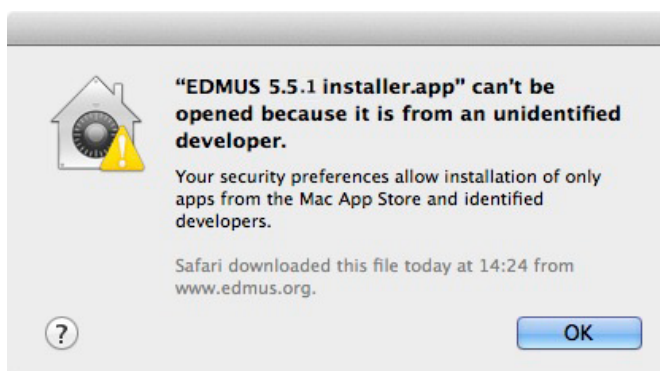 “EDMUS 5.5.1 installer.app” can’t be
opened because it is from an unidentified
developer.
Your security preferences allow installation of only
apps from the Mac App Store and identified
developers.
Safari downloaded this file today at 14:24 from
www.edmus.org.
?
OK